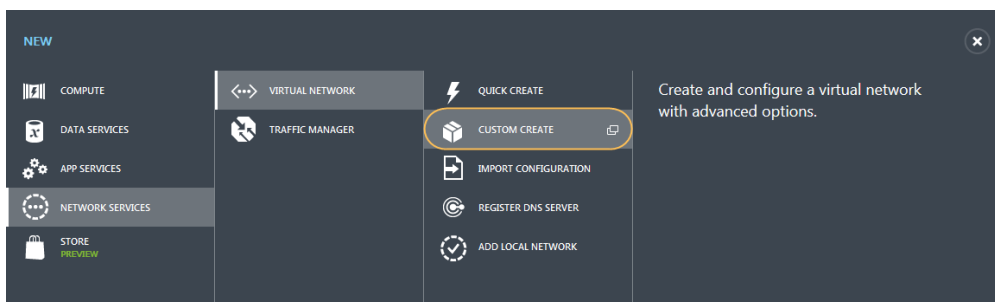 NEW
COMPUTE
DATA SERVICES
APP SERVICES
NETWORK SERVICES
STORE
PREVIEW
VIRTUAL NETWORK
TRAFFIC MANAGER
QUICK CREATE
CUSTOM CREATE
IMPORT CONFIGURATION
REGISTER DNS SERVER
ADD LOCAL NETWORK
Create and configure a virtual network
with advanced options.